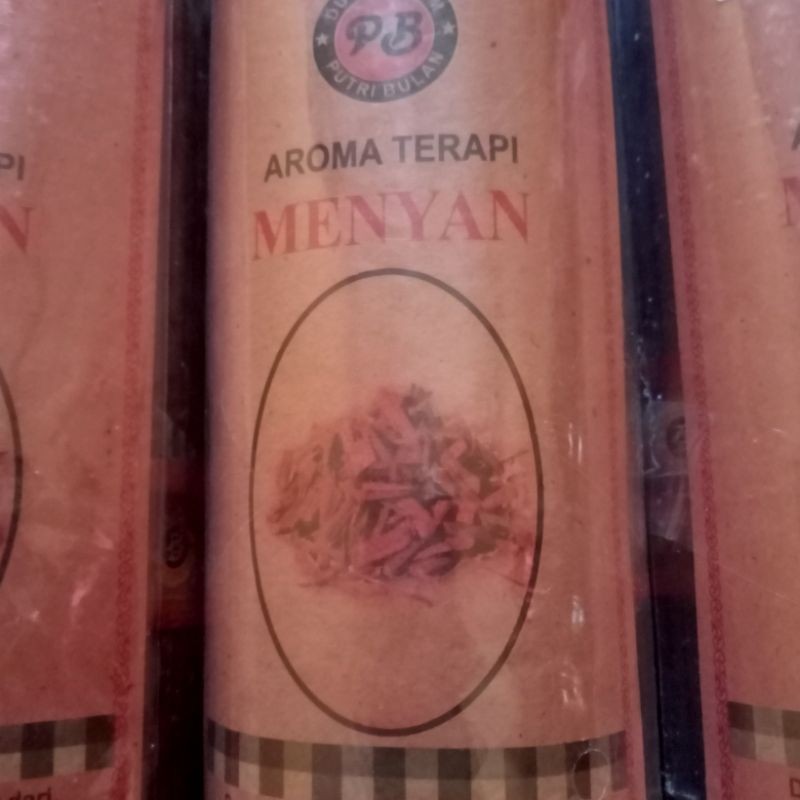 PB
PUTRI BULAN
AROMA TERAPI
MENYAN